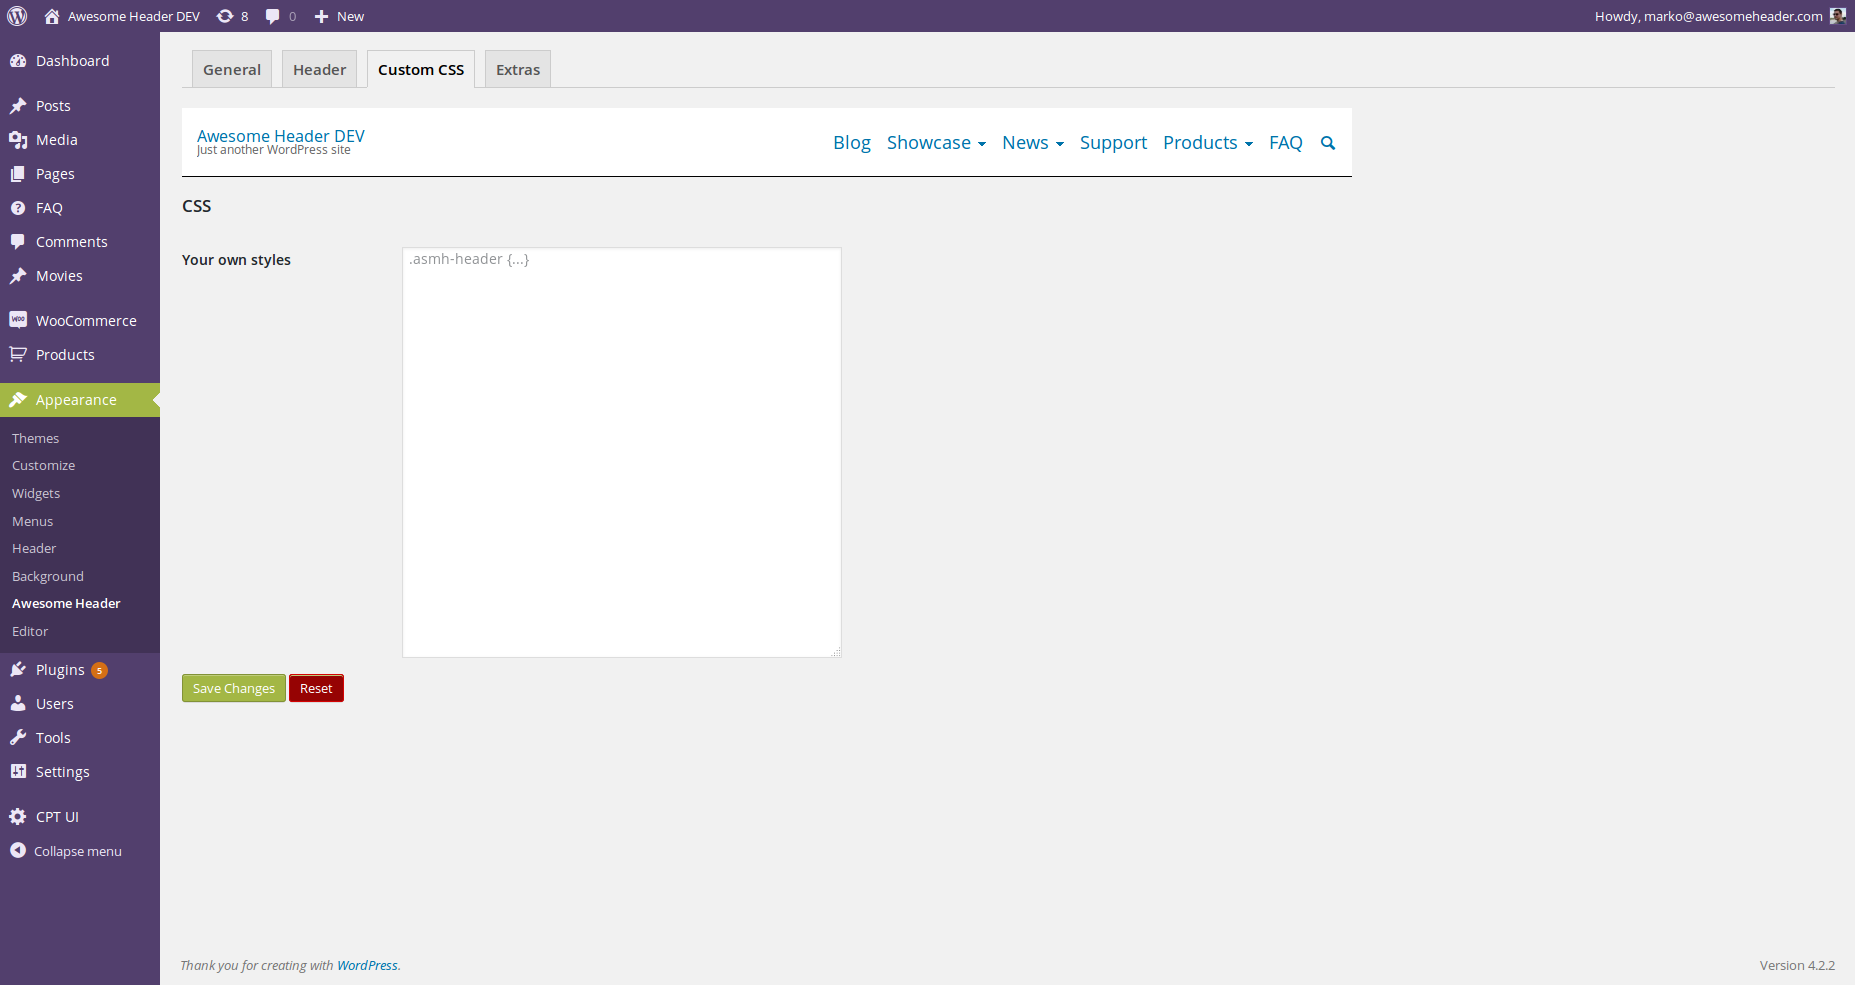 Awesome Header DEV 8 0 New Howdy, marko@awesomeheader.com
Dashboard
Posts
Media
Pages
FAQ
Comments
Movies
WooCommerce
Products
Appearance
Themes
Customize
Widgets
Menus
Header
Background
Awesome Header
Editor
Plugins 5
Users
Tools
Settings
CPT UI
Collapse menu
General Header Custom CSS Extras
Awesome Header DEV
Just another WordPress site
Blog Showcase News Support Products FAQ
CSS
Your own styles
.asmh-header {...}
Save Changes Reset
Thank you for creating with WordPress.
Version 4.2.2